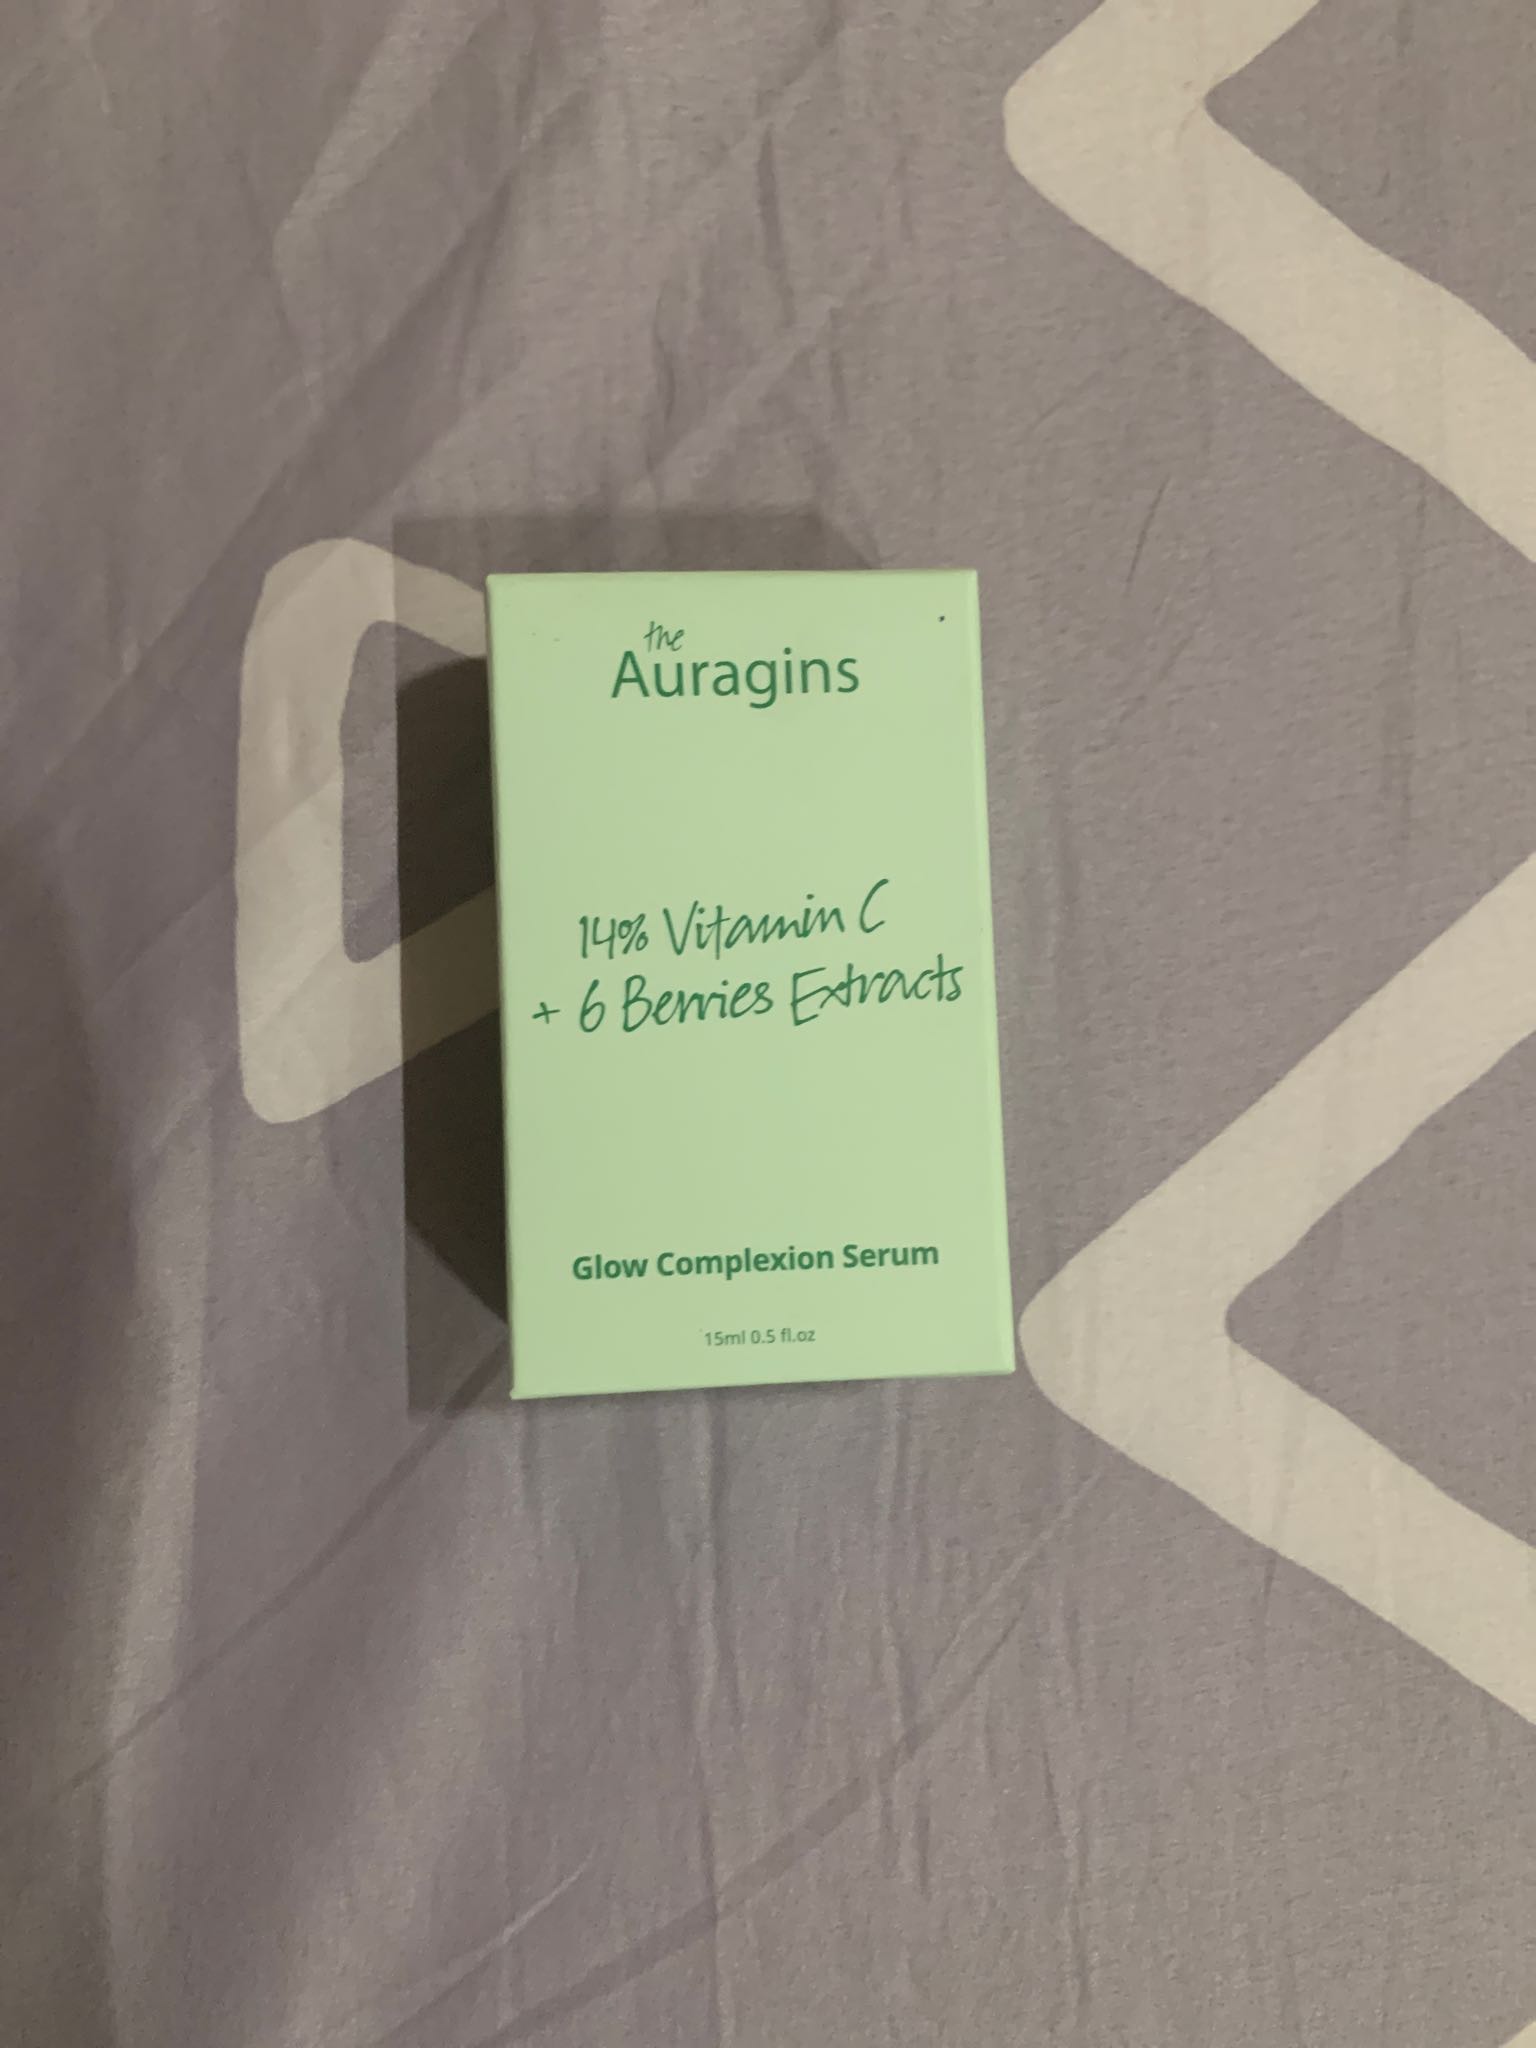 the
Auragins
14% Vitamin C
+ 6 Berries Extracts
Glow Complexion Serum
15ml 0.5 fl.oz